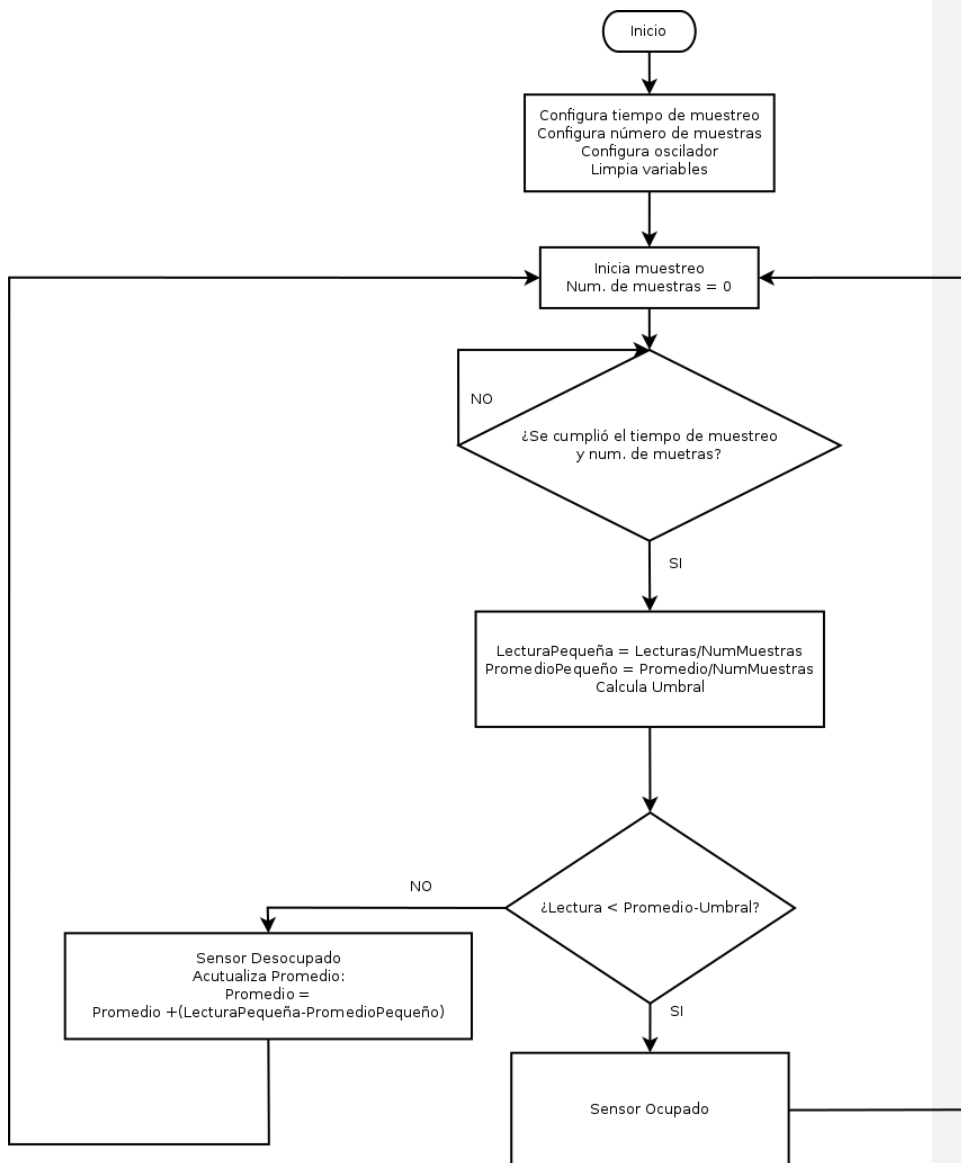 Inicio
Configura tiempo de muestreo
Configura número de muestras
Configura oscilador
Limpia variables
Inicia muestreo
Num. de muestras = 0
NO
¿Se cumplió el tiempo de muestreo
y num. de muetras?
SI
LecturaPequeña = Lecturas/NumMuestras
PromedioPequeño = Promedio/NumMuestras
Calcula Umbral
NO
¿Lectura < Promedio-Umbral?
Sensor Desocupado
Acutualiza Promedio:
Promedio =
Promedio +(LecturaPequeña-PromedioPequeño)
SI
Sensor Ocupado